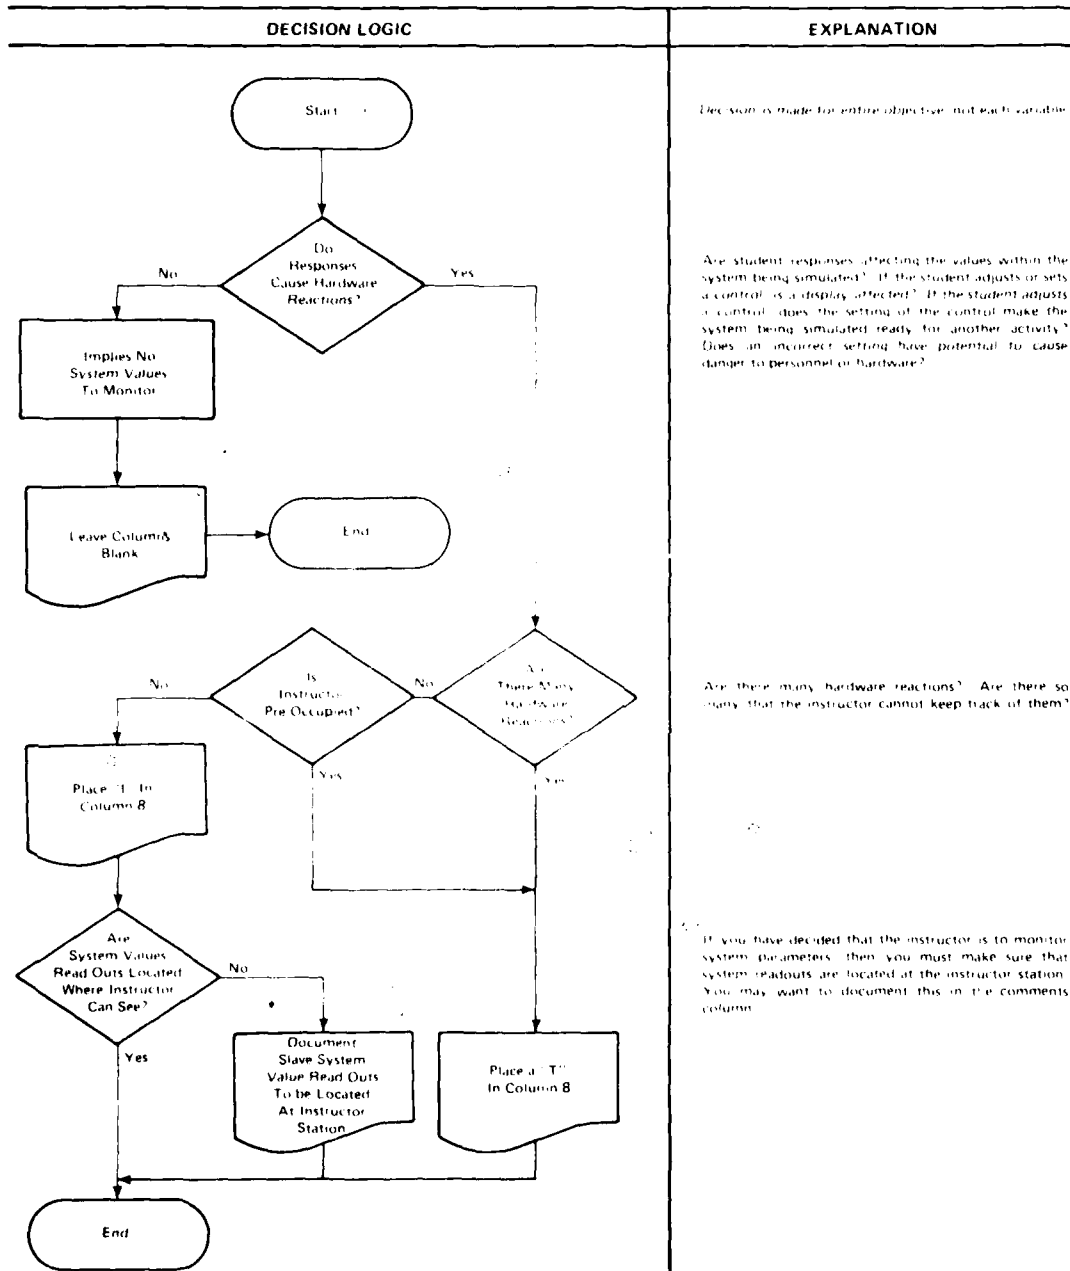 DECISION LOGIC
EXPLANATION
Start
Decision is made for entire objective not each variable
Do
Responses
Cause Hardware
Reactions?
No
Yes
Are student responses affecting the values within the
system being simulated? If the student adjusts or sets
a control is a display affected? If the student adjusts
a control does the setting of the control make the
system being simulated ready for another activity?
Does an incorrect setting have potential to cause
danger to personnel or hardware?
Implies No
System Values
To Monitor
Leave Column 8
Blank
End
Is
Instructor
Pre Occupied?
No
Yes
No
Are
There Many
Hardware
Reactions?
Yes
Are there many hardware reactions? Are there so
many that the instructor cannot keep track of them?
Place "I" In
Column 8
Are
System Values
Read Outs Located
Where Instructor
Can See?
No
Yes
If you have decided that the instructor is to monitor
system parameters then you must make sure that
system readouts are located at the instructor station
You may want to document this in the comments
column
Document
Slave System
Value Read Outs
To be Located
At Instructor
Station
Place a "T"
In Column 8
End